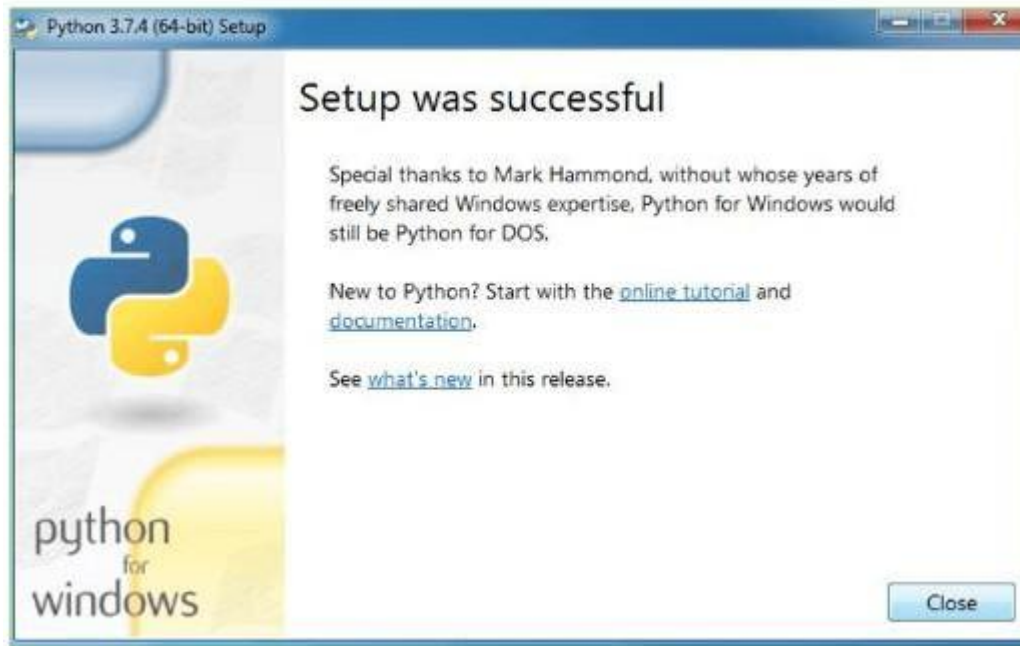 Python 3.7.4 (64-bit) Setup
Setup was successful
Special thanks to Mark Hammond, without whose years of
freely shared Windows expertise, Python for Windows would
still be Python for DOS.
New to Python? Start with the online tutorial and
documentation.
See what's new in this release.
python
for
windows
Close